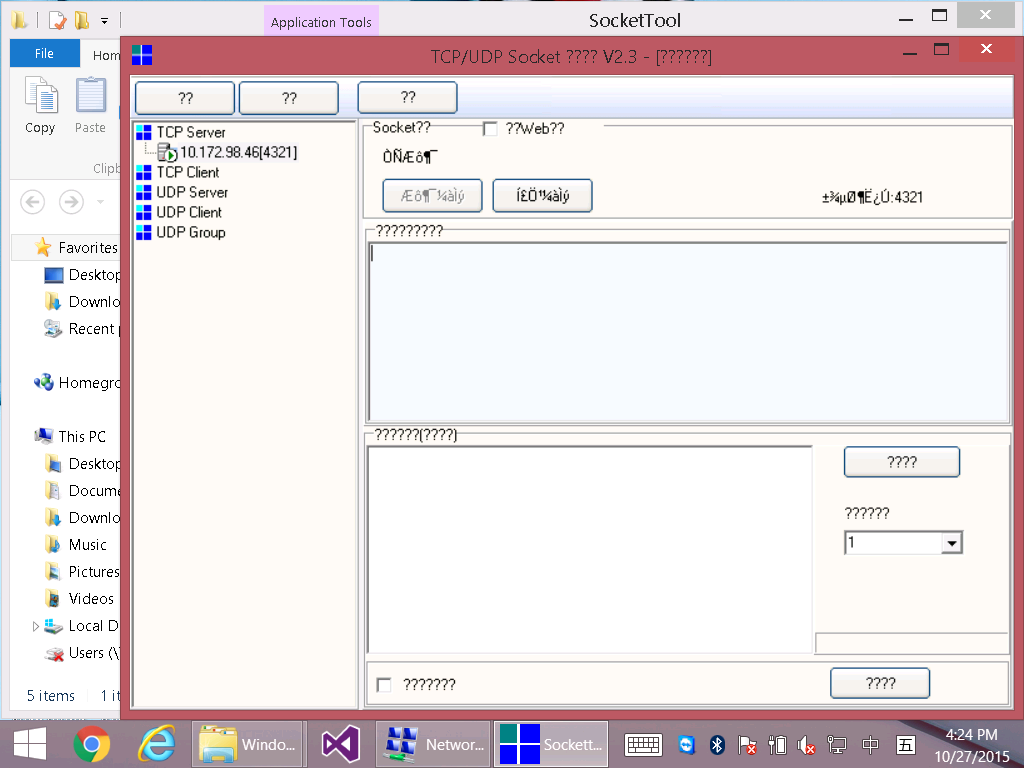 Application Tools
SocketTool
File
Hom
TCP/UDP Socket ???? V2.3 - [??????]
Copy
Paste
Clipb
?? ?? ??
TCP Server
10.172.98.46[4321]
TCP Client
UDP Server
UDP Client
UDP Group
Socket??
??Web??
ÒÑÆô¶¯
Æô¶¯¼àÌý
Í£Ö¹¼àÌý
±¾µØ¶Ë¿Ú:4321
?????????
??????(????)
????
??????
1
???????
????
Favorites
Desktop
Downlo
Recent p
Homegro
This PC
Desktop
Docume
Downlo
Music
Pictures
Videos
Local D
Users (\
5 items
1 it
Windo...
Networ...
Sockett...
中
五
4:24 PM
10/27/2015